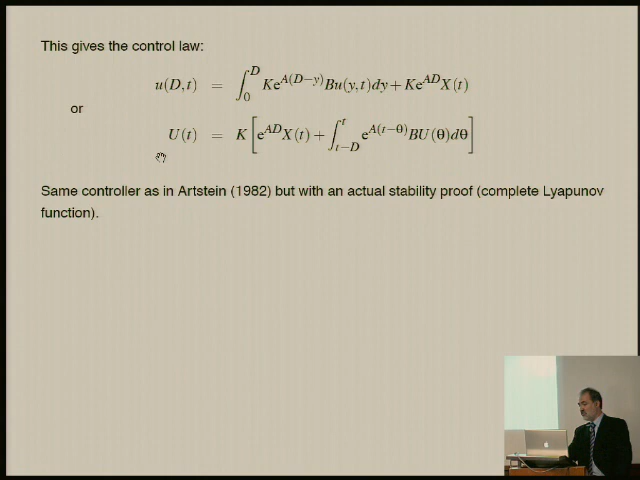 This gives the control law:
u(D,t) = ∫₀ᴰ Ke^{A(D−y)}Bu(y,t)dy + Ke^{AD}X(t)
or
U(t) = K[e^{AD}X(t) + ∫_{t−D}^{t} e^{A(t−θ)}BU(θ)dθ]
Same controller as in Artstein (1982) but with an actual stability proof (complete Lyapunov
function).